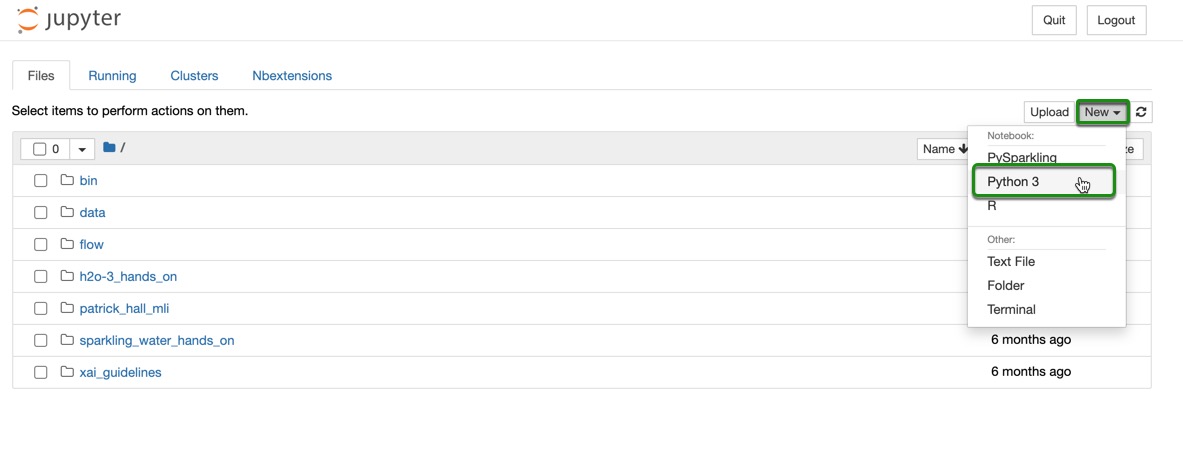 jupyter
Quit Logout
Files Running Clusters Nbextensions
Select items to perform actions on them.
Upload New
0 / Name
Notebook:
PySparkling
bin
Python 3
R
data
Other:
flow
Text File
h2o-3_hands_on
Folder
patrick_hall_mli
Terminal
sparkling_water_hands_on 6 months ago
xai_guidelines 6 months ago